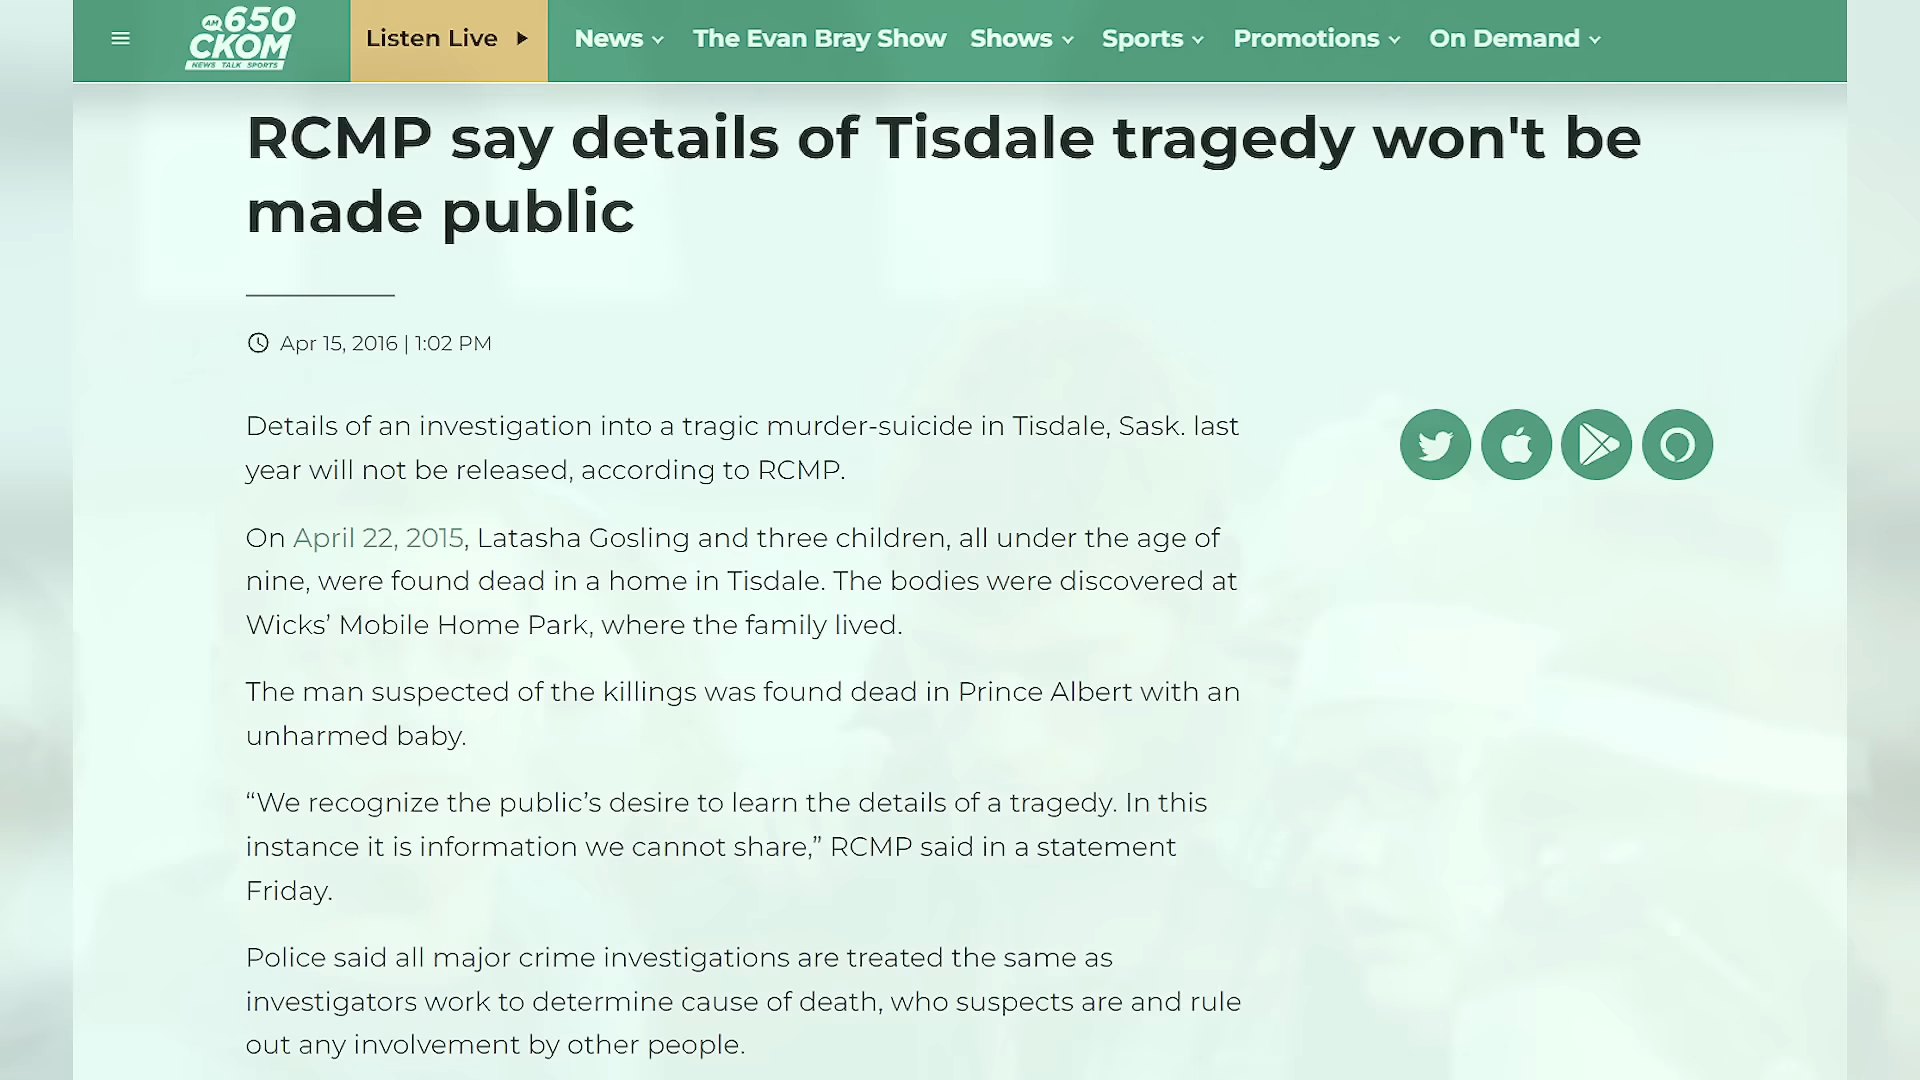 AM 650
CKOM
NEWS TALK SPORTS
Listen Live
News
The Evan Bray Show
Shows
Sports
Promotions
On Demand
RCMP say details of Tisdale tragedy won't be
made public
Apr 15, 2016 | 1:02 PM
Details of an investigation into a tragic murder-suicide in Tisdale, Sask. last
year will not be released, according to RCMP.
On April 22, 2015, Latasha Gosling and three children, all under the age of
nine, were found dead in a home in Tisdale. The bodies were discovered at
Wicks’ Mobile Home Park, where the family lived.
The man suspected of the killings was found dead in Prince Albert with an
unharmed baby.
“We recognize the public’s desire to learn the details of a tragedy. In this
instance it is information we cannot share,” RCMP said in a statement
Friday.
Police said all major crime investigations are treated the same as
investigators work to determine cause of death, who suspects are and rule
out any involvement by other people.